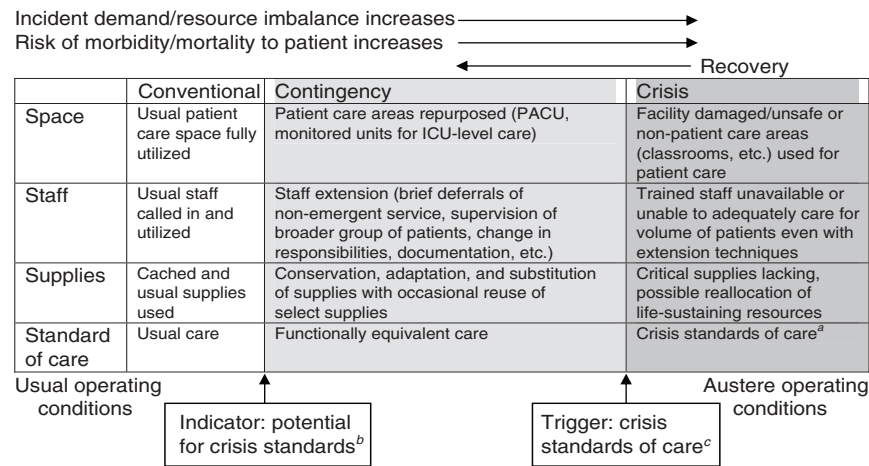 Incident demand/resource imbalance increases
Risk of morbidity/mortality to patient increases
Recovery
Conventional Contingency Crisis
Space
Usual patient
care space fully
utilized
Patient care areas repurposed (PACU,
monitored units for ICU-level care)
Facility damaged/unsafe or
non-patient care areas
(classrooms, etc.) used for
patient care
Staff
Usual staff
called in and
utilized
Staff extension (brief deferrals of
non-emergent service, supervision of
broader group of patients, change in
responsibilities, documentation, etc.)
Trained staff unavailable or
unable to adequately care for
volume of patients even with
extension techniques
Supplies
Cached and
usual supplies
used
Conservation, adaptation, and substitution
of supplies with occasional reuse of
select supplies
Critical supplies lacking,
possible reallocation of
life-sustaining resources
Standard
of care
Usual care
Functionally equivalent care
Crisis standards of care^a
Usual operating
conditions
Austere operating
conditions
Indicator: potential
for crisis standards^b
Trigger: crisis
standards of care^c